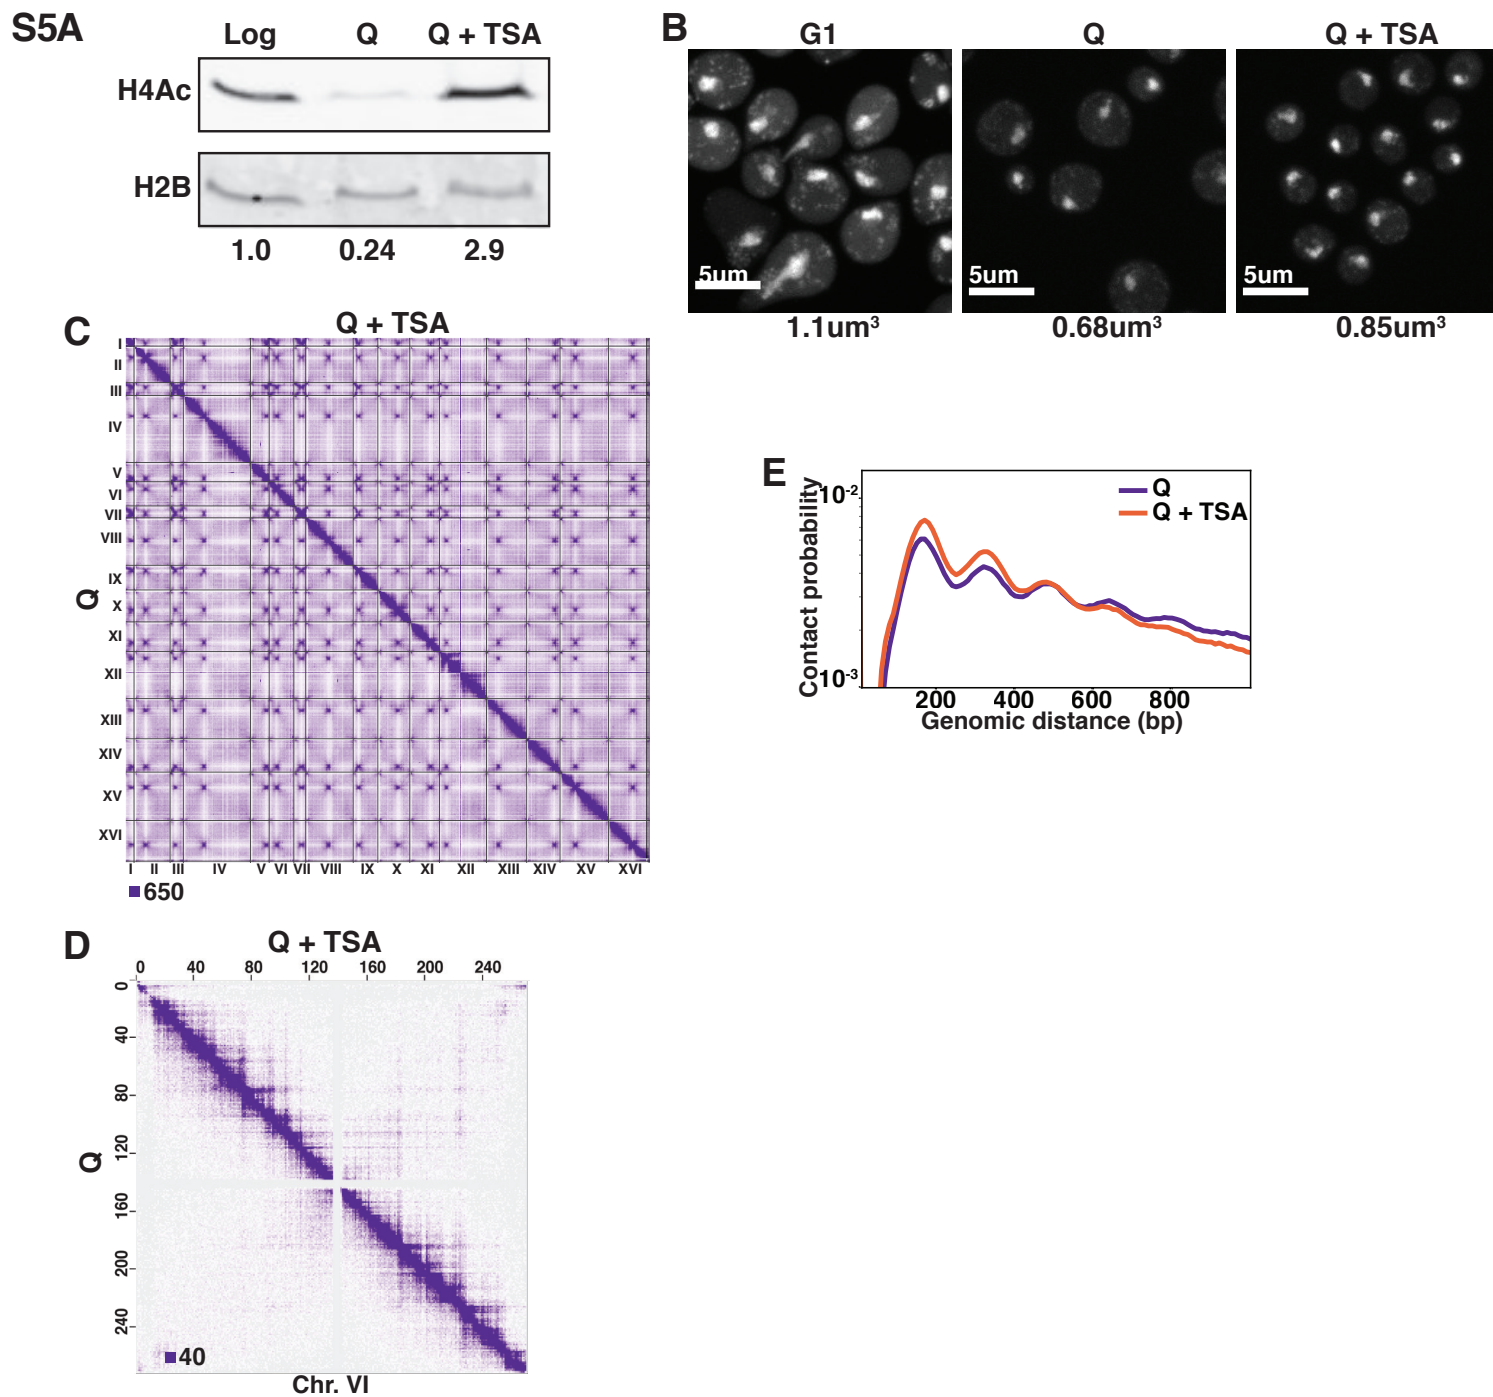 S5A
Log Q Q + TSA
H4Ac
H2B
1.0 0.24 2.9
B
G1 Q Q + TSA
5um 5um 5um
1.1um³ 0.68um³ 0.85um³
C
Q + TSA
I
II
III
IV
V
VI
VII
VIII
IX
X
XI
XII
XIII
XIV
XV
XVI
Q
I II III IV V VI VII VIII IX X XI XII XIII XIV XV XVI
650
D
Q + TSA
0 40 80 120 160 200 240
0
40
80
120
160
200
240
Q
40
Chr. VI
E
Contact probability
10⁻²
10⁻³
Q
Q + TSA
200 400 600 800
Genomic distance (bp)